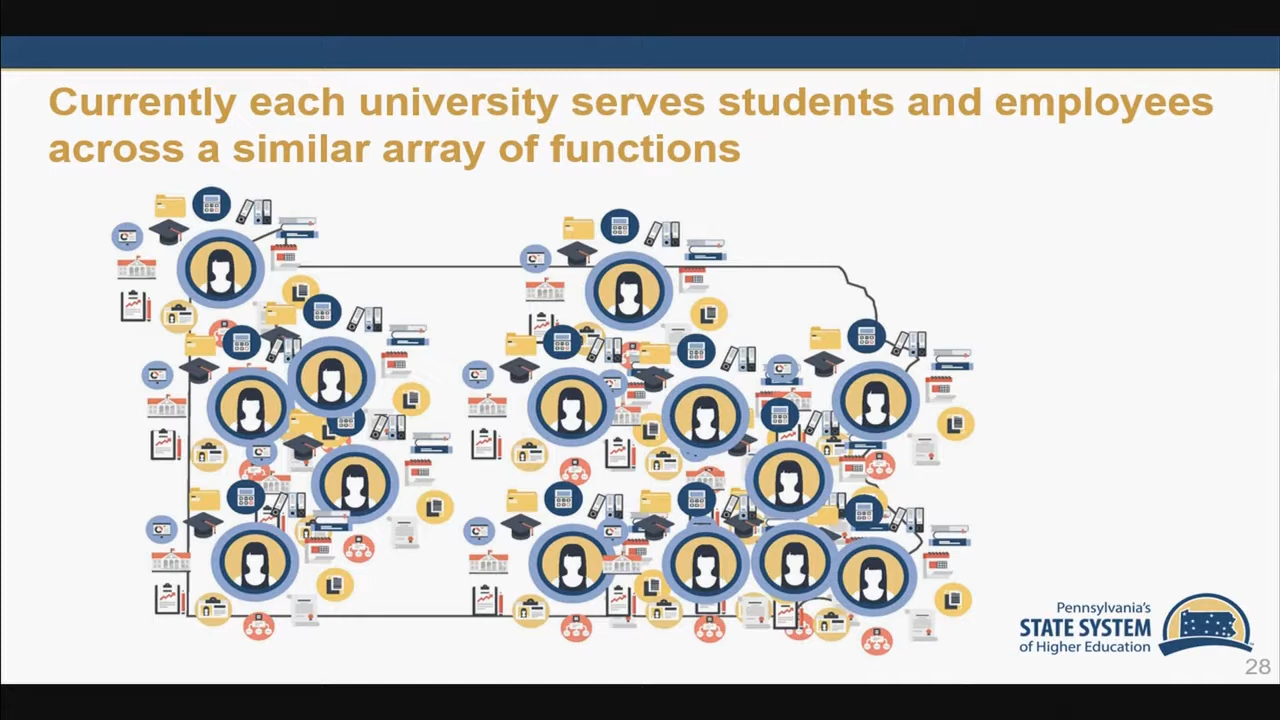 Currently each university serves students and employees
across a similar array of functions
Pennsylvania's
STATE SYSTEM
of Higher Education
28